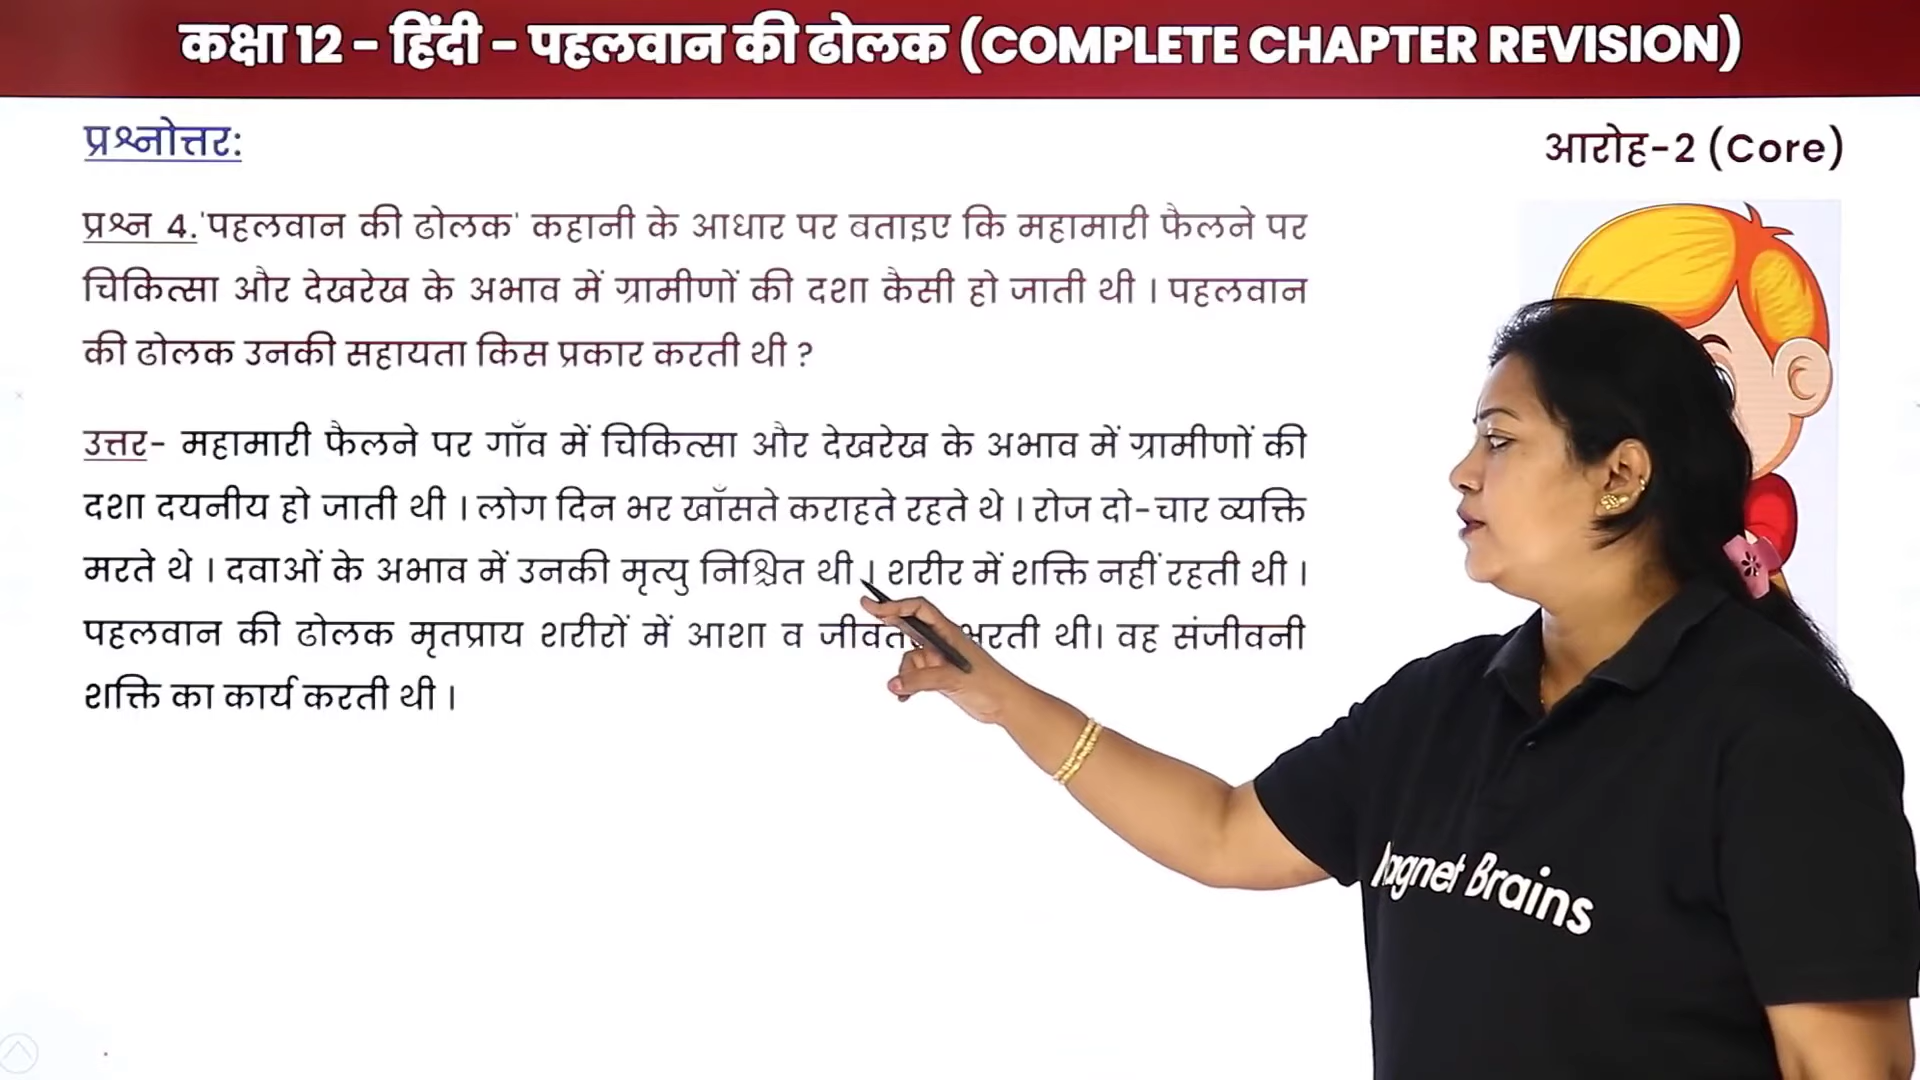 कक्षा 12 - हिंदी - पहलवान की ढोलक (COMPLETE CHAPTER REVISION)
प्रश्नोत्तर:
आरोह-2 (Core)
प्रश्न 4. 'पहलवान की ढोलक' कहानी के आधार पर बताइए कि महामारी फैलने पर
चिकित्सा और देखरेख के अभाव में ग्रामीणों की दशा कैसी हो जाती थी । पहलवान
की ढोलक उनकी सहायता किस प्रकार करती थी ?
उत्तर- महामारी फैलने पर गाँव में चिकित्सा और देखरेख के अभाव में ग्रामीणों की
दशा दयनीय हो जाती थी । लोग दिन भर खाँसते कराहते रहते थे । रोज दो-चार व्यक्ति
मरते थे । दवाओं के अभाव में उनकी मृत्यु निश्चित थी । शरीर में शक्ति नहीं रहती थी ।
पहलवान की ढोलक मृतप्राय शरीरों में आशा व भरती थी। वह संजीवनी
शक्ति का कार्य करती थी ।
Brains